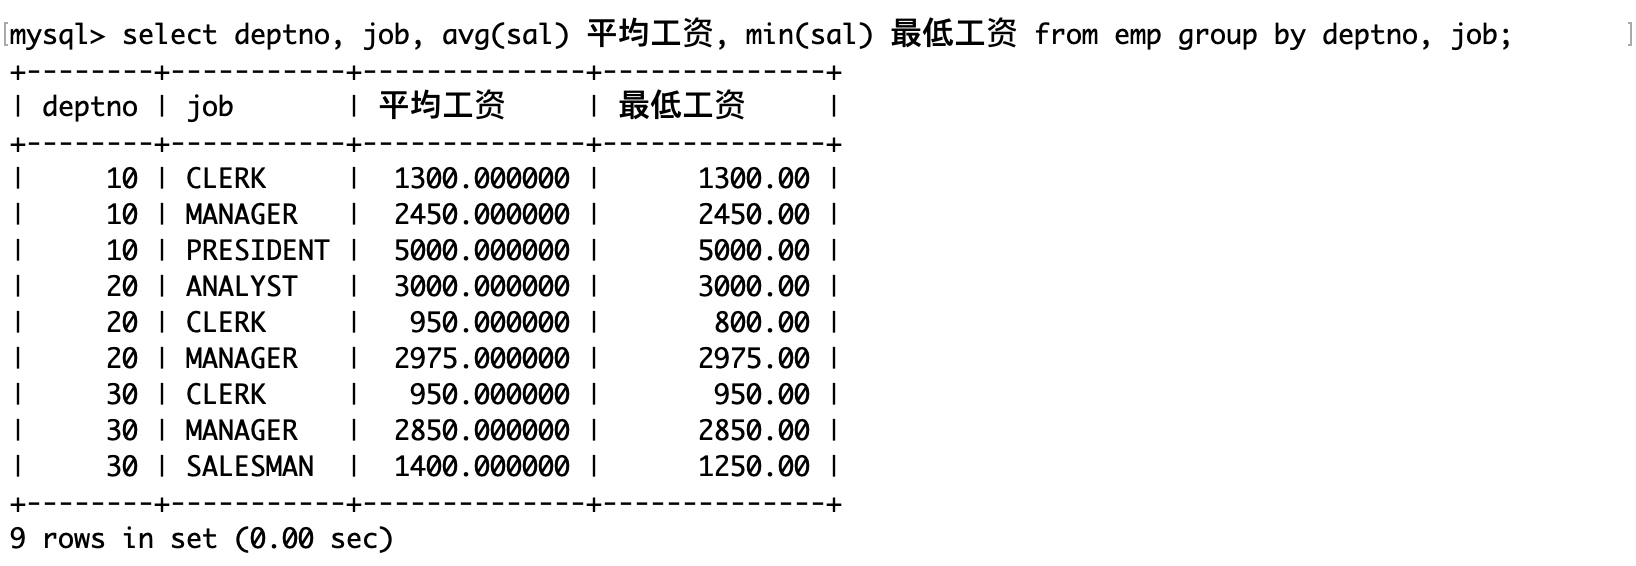 mysql> select deptno, job, avg(sal) 平均工资, min(sal) 最低工资 from emp group by deptno, job;
+--------+-----------+--------------+--------------+
| deptno | job       | 平均工资     | 最低工资     |
+--------+-----------+--------------+--------------+
|     10 | CLERK     |  1300.000000 |      1300.00 |
|     10 | MANAGER   |  2450.000000 |      2450.00 |
|     10 | PRESIDENT |  5000.000000 |      5000.00 |
|     20 | ANALYST   |  3000.000000 |      3000.00 |
|     20 | CLERK     |   950.000000 |       800.00 |
|     20 | MANAGER   |  2975.000000 |      2975.00 |
|     30 | CLERK     |   950.000000 |       950.00 |
|     30 | MANAGER   |  2850.000000 |      2850.00 |
|     30 | SALESMAN  |  1400.000000 |      1250.00 |
+--------+-----------+--------------+--------------+
9 rows in set (0.00 sec)